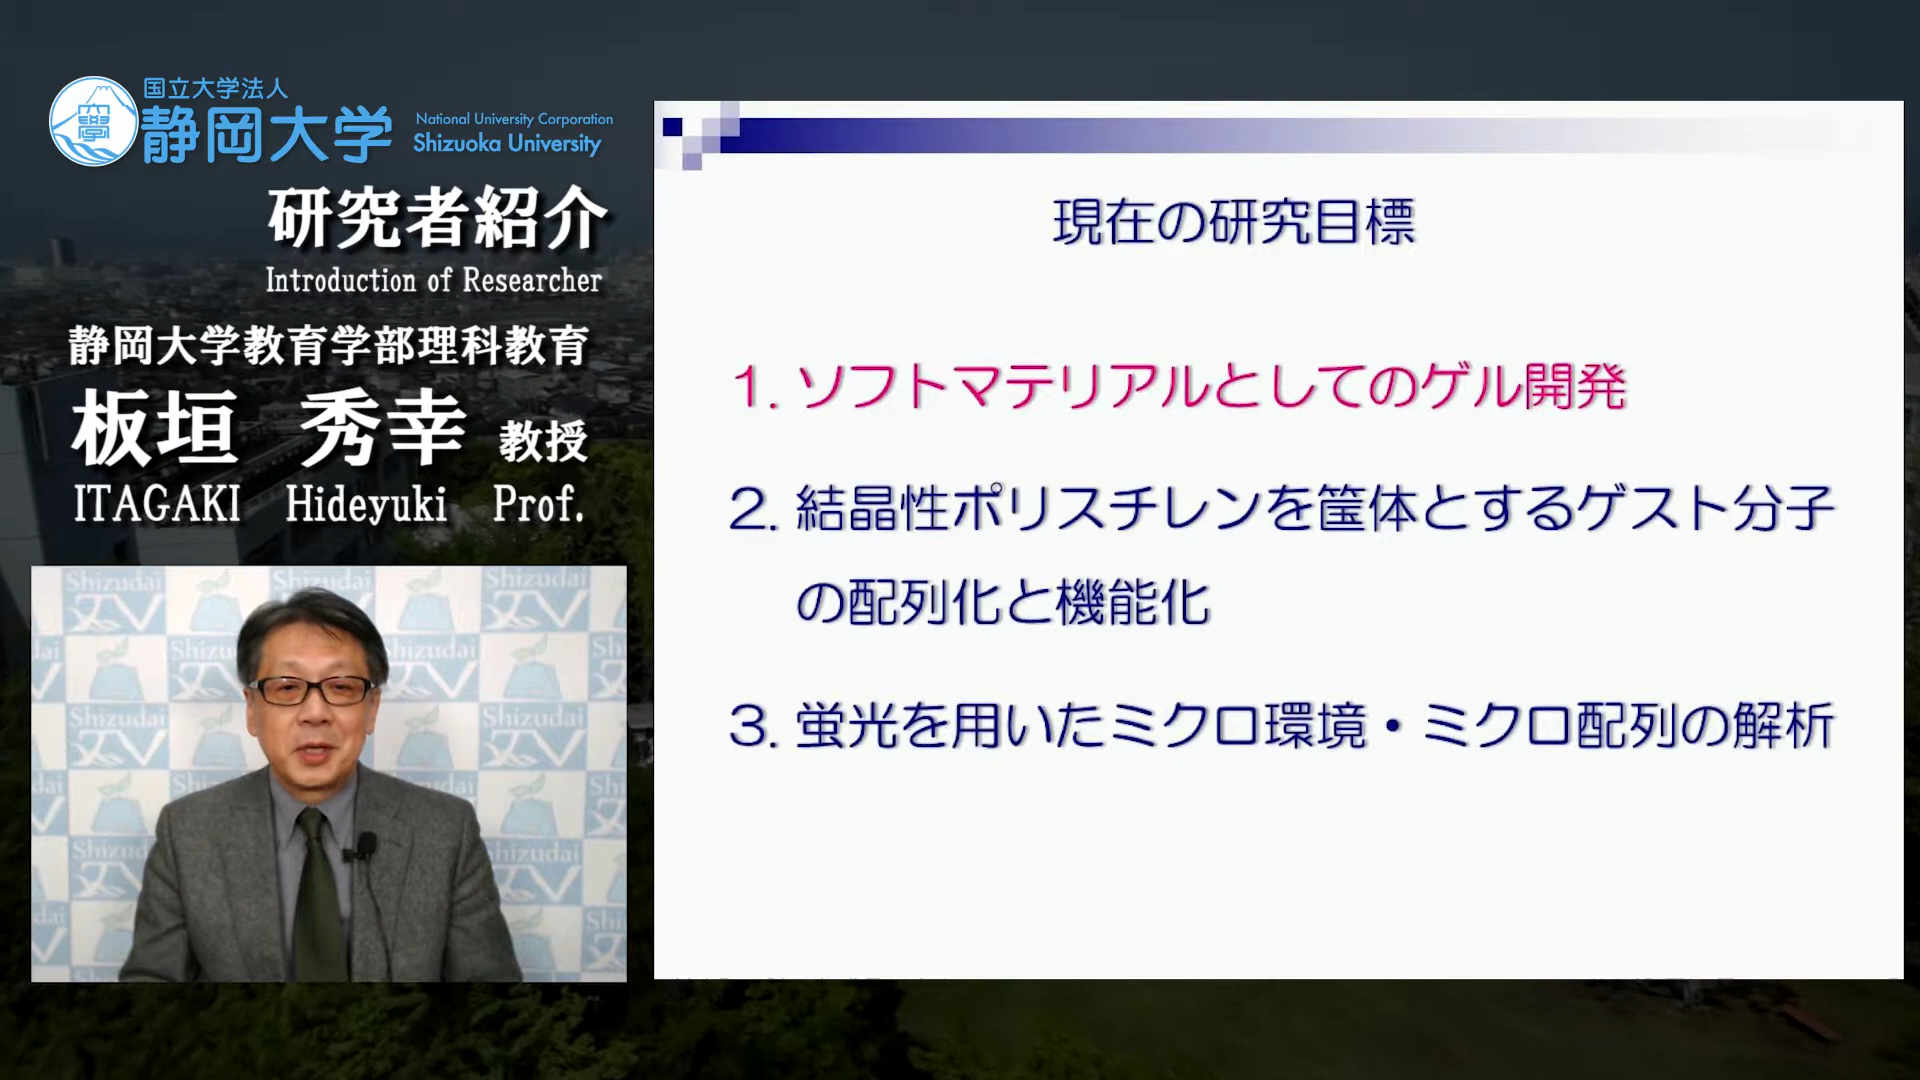 国立大学法人
静岡大学
National University Corporation
Shizuoka University
研究者紹介
Introduction of Researcher
静岡大学教育学部理科教育
板垣 秀幸 教授
ITAGAKI Hideyuki Prof.
Shizudai TV
現在の研究目標
1. ソフトマテリアルとしてのゲル開発
2. 結晶性ポリスチレンを筐体とするゲスト分子
の配列化と機能化
3. 蛍光を用いたミクロ環境・ミクロ配列の解析